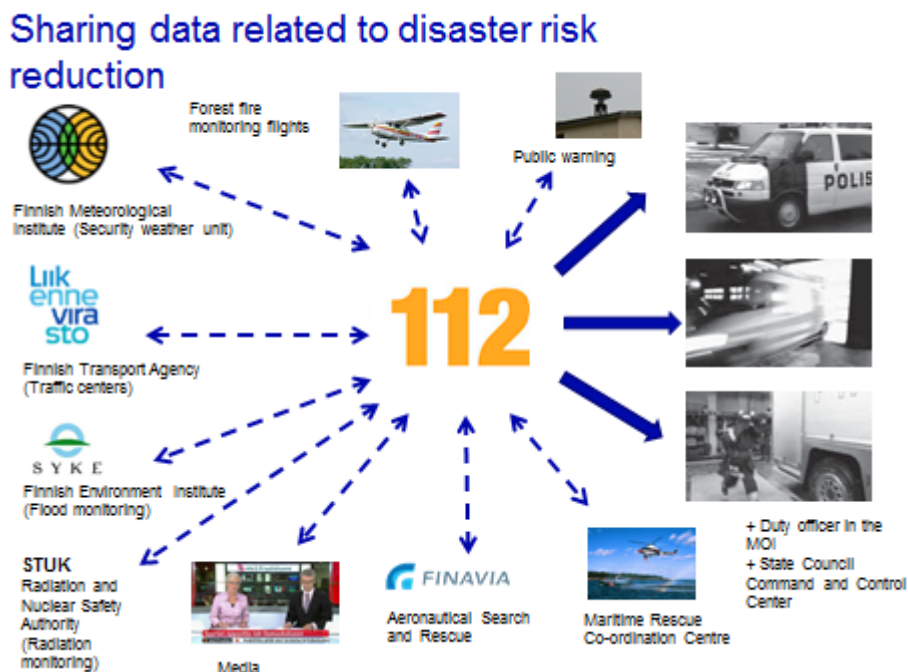 Sharing data related to disaster risk
reduction
Forest fire
monitoring flights
Public warning
POLIS
Finnish Meteorological
Institute (Security weather unit)
Liik
enne
vira
sto
112
Finnish Transport Agency
(Traffic centers)
SYKE
Finnish Environment Institute
(Flood monitoring)
STUK
Radiation and
Nuclear Safety
Authority
(Radiation
monitoring)
Media
FINAVIA
Aeronautical Search
and Rescue
Maritime Rescue
Co-ordination Centre
+ Duty officer in the
MOI
+ State Council
Command and Control
Center